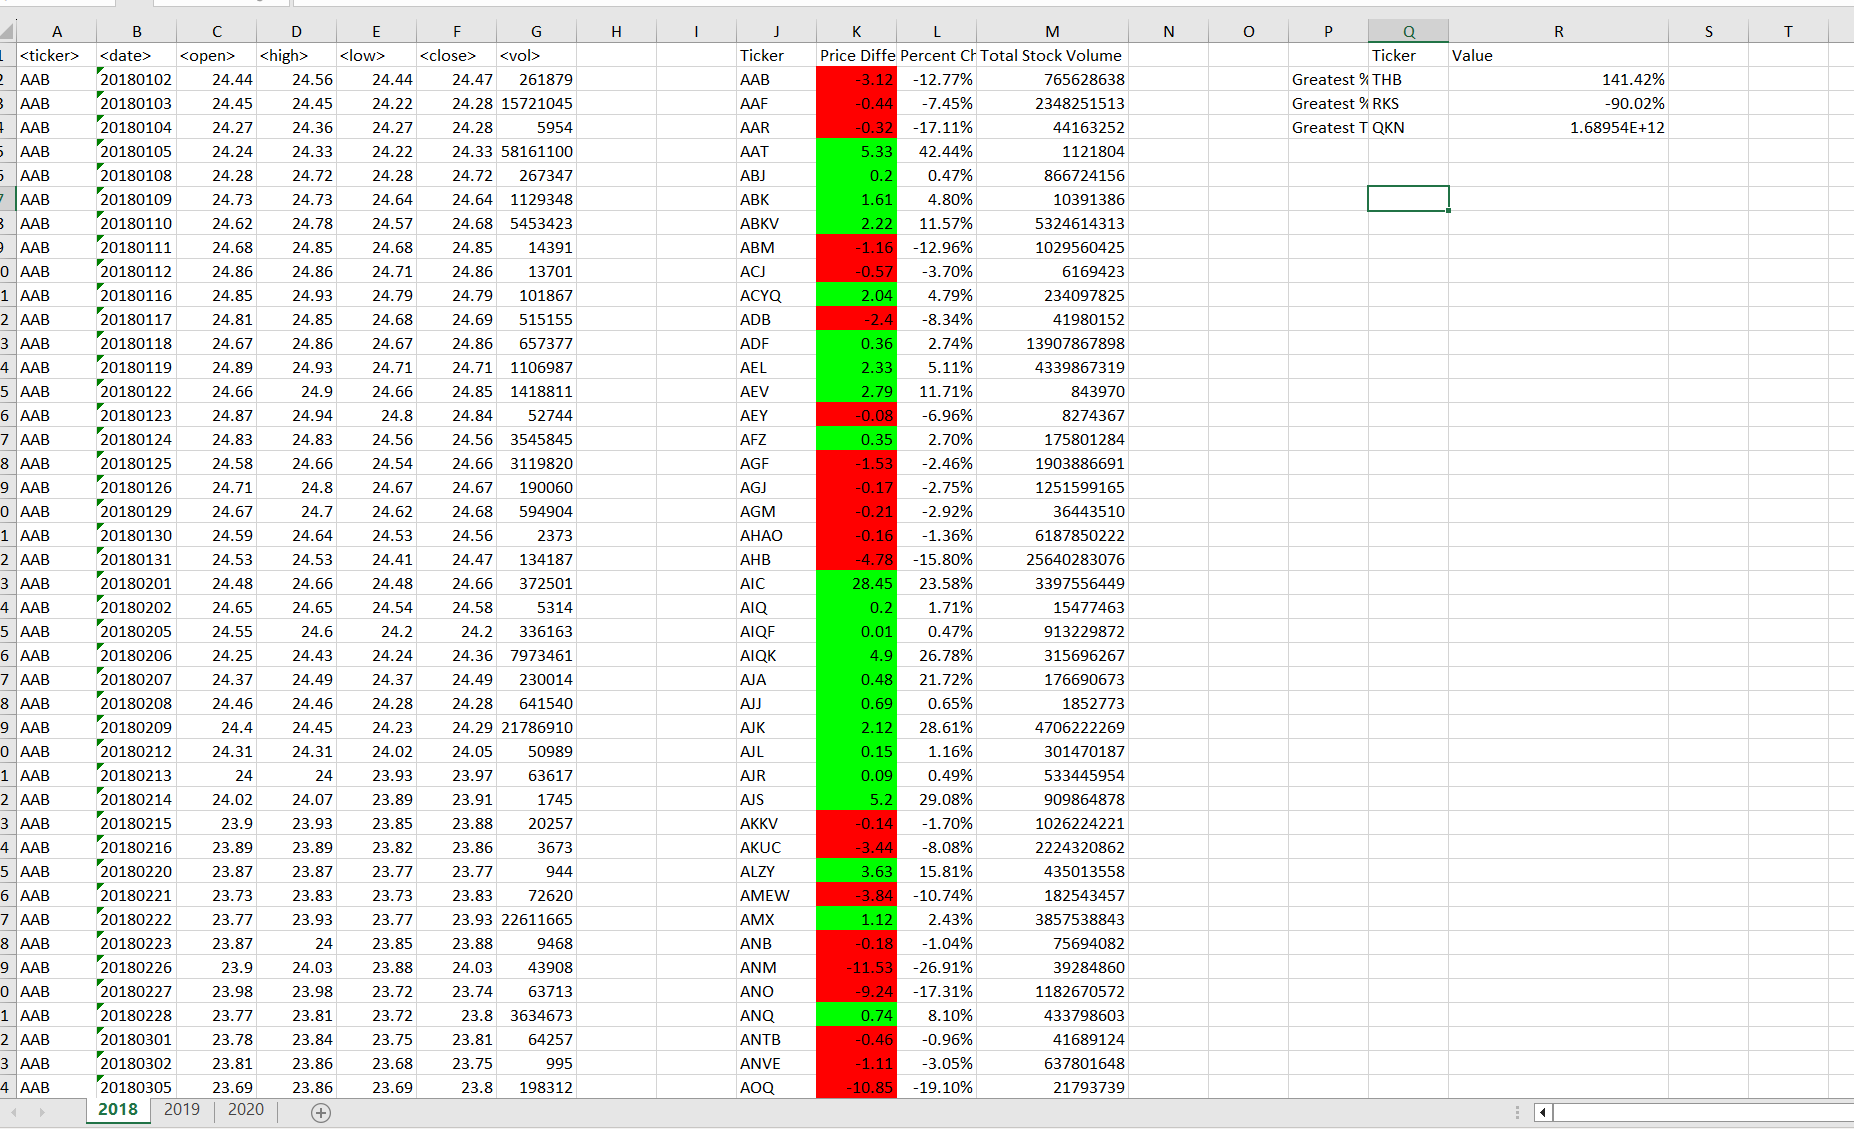 A B C D E F G H I J K L M N O P Q R S T
1 <ticker> <date> <open> <high> <low> <close> <vol> Ticker Price Diffe Percent Ch Total Stock Volume Ticker Value
2 AAB 20180102 24.44 24.56 24.44 24.47 261879 AAB -3.12 -12.77% 765628638 Greatest % THB 141.42%
3 AAB 20180103 24.45 24.45 24.22 24.28 15721045 AAF -0.44 -7.45% 2348251513 Greatest % RKS -90.02%
4 AAB 20180104 24.27 24.36 24.27 24.28 5954 AAR -0.32 -17.11% 44163252 Greatest T QKN 1.68954E+12
5 AAB 20180105 24.24 24.33 24.22 24.33 58161100 AAT 5.33 42.44% 1121804
5 AAB 20180108 24.28 24.72 24.28 24.72 267347 ABJ 0.2 0.47% 866724156
7 AAB 20180109 24.73 24.73 24.64 24.64 1129348 ABK 1.61 4.80% 10391386
3 AAB 20180110 24.62 24.78 24.57 24.68 5453423 ABKV 2.22 11.57% 5324614313
9 AAB 20180111 24.68 24.85 24.68 24.85 14391 ABM -1.16 -12.96% 1029560425
0 AAB 20180112 24.86 24.86 24.71 24.86 13701 ACJ -0.57 -3.70% 6169423
1 AAB 20180116 24.85 24.93 24.79 24.79 101867 ACYQ 2.04 4.79% 234097825
2 AAB 20180117 24.81 24.85 24.68 24.69 515155 ADB -2.4 -8.34% 41980152
3 AAB 20180118 24.67 24.86 24.67 24.86 657377 ADF 0.36 2.74% 13907867898
4 AAB 20180119 24.89 24.93 24.71 24.71 1106987 AEL 2.33 5.11% 4339867319
5 AAB 20180122 24.66 24.9 24.66 24.85 1418811 AEV 2.79 11.71% 843970
6 AAB 20180123 24.87 24.94 24.8 24.84 52744 AEY -0.08 -6.96% 8274367
7 AAB 20180124 24.83 24.83 24.56 24.56 3545845 AFZ 0.35 2.70% 175801284
8 AAB 20180125 24.58 24.66 24.54 24.66 3119820 AGF -1.53 -2.46% 1903886691
9 AAB 20180126 24.71 24.8 24.67 24.67 190060 AGJ -0.17 -2.75% 1251599165
0 AAB 20180129 24.67 24.7 24.62 24.68 594904 AGM -0.21 -2.92% 36443510
1 AAB 20180130 24.59 24.64 24.53 24.56 2373 AHAO -0.16 -1.36% 6187850222
2 AAB 20180131 24.53 24.53 24.41 24.47 134187 AHB -4.78 -15.80% 25640283076
3 AAB 20180201 24.48 24.66 24.48 24.66 372501 AIC 28.45 23.58% 3397556449
4 AAB 20180202 24.65 24.65 24.54 24.58 5314 AIQ 0.2 1.71% 15477463
5 AAB 20180205 24.55 24.6 24.2 24.2 336163 AIQF 0.01 0.47% 913229872
6 AAB 20180206 24.25 24.43 24.24 24.36 7973461 AIQK 4.9 26.78% 315696267
7 AAB 20180207 24.37 24.49 24.37 24.49 230014 AJA 0.48 21.72% 176690673
8 AAB 20180208 24.46 24.46 24.28 24.28 641540 AJJ 0.69 0.65% 1852773
9 AAB 20180209 24.4 24.45 24.23 24.29 21786910 AJK 2.12 28.61% 4706222269
0 AAB 20180212 24.31 24.31 24.02 24.05 50989 AJL 0.15 1.16% 301470187
1 AAB 20180213 24 24 23.93 23.97 63617 AJR 0.09 0.49% 533445954
2 AAB 20180214 24.02 24.07 23.89 23.91 1745 AJS 5.2 29.08% 909864878
3 AAB 20180215 23.9 23.93 23.85 23.88 20257 AKKV -0.14 -1.70% 1026224221
4 AAB 20180216 23.89 23.89 23.82 23.86 3673 AKUC -3.44 -8.08% 2224320862
5 AAB 20180220 23.87 23.87 23.77 23.77 944 ALZY 3.63 15.81% 435013558
6 AAB 20180221 23.73 23.83 23.73 23.83 72620 AMEW -3.84 -10.74% 182543457
7 AAB 20180222 23.77 23.93 23.77 23.93 22611665 AMX 1.12 2.43% 3857538843
8 AAB 20180223 23.87 24 23.85 23.88 9468 ANB -0.18 -1.04% 75694082
9 AAB 20180226 23.9 24.03 23.88 24.03 43908 ANM -11.53 -26.91% 39284860
0 AAB 20180227 23.98 23.98 23.72 23.74 63713 ANO -9.24 -17.31% 1182670572
1 AAB 20180228 23.77 23.81 23.72 23.8 3634673 ANQ 0.74 8.10% 433798603
2 AAB 20180301 23.78 23.84 23.75 23.81 64257 ANTB -0.46 -0.96% 41689124
3 AAB 20180302 23.81 23.86 23.68 23.75 995 ANVE -1.11 -3.05% 637801648
4 AAB 20180305 23.69 23.86 23.69 23.8 198312 AOQ -10.85 -19.10% 21793739
2018 2019 2020